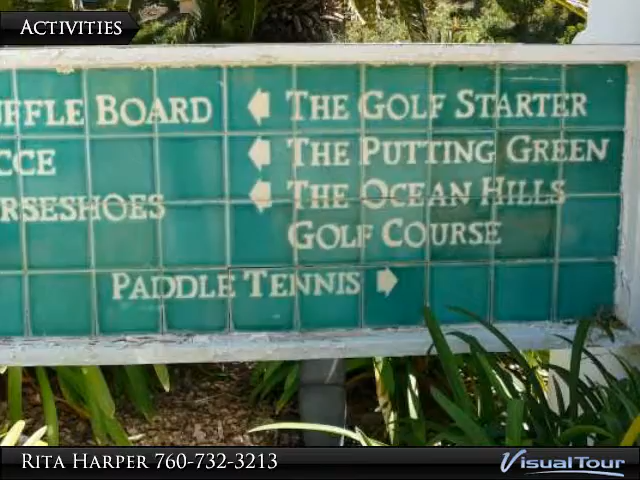 ACTIVITIES
UFFLE BOARD
THE GOLF STARTER
CCE
THE PUTTING GREEN
RSESHOES
THE OCEAN HILLS
GOLF COURSE
PADDLE TENNIS
RITA HARPER 760-732-3213
VISUALTOUR